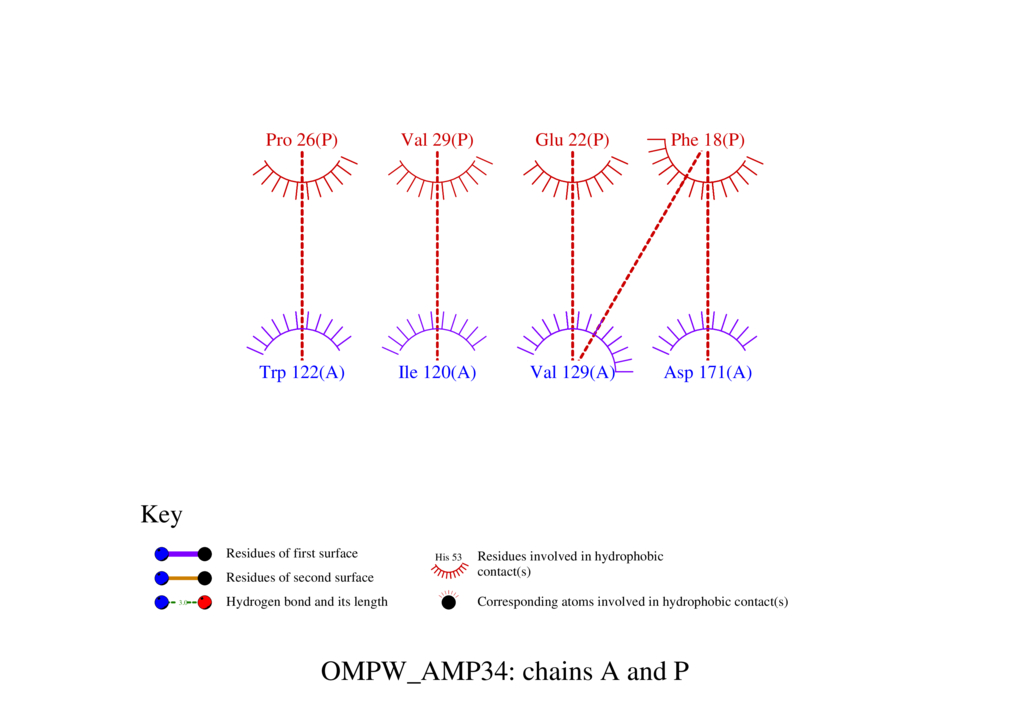 Pro 26(P) Val 29(P) Glu 22(P) Phe 18(P)
Trp 122(A) Ile 120(A) Val 129(A) Asp 171(A)
Key
Residues of first surface
Residues of second surface
3.0
Hydrogen bond and its length
His 53
Residues involved in hydrophobic
contact(s)
Corresponding atoms involved in hydrophobic contact(s)
OMPW_AMP34: chains A and P